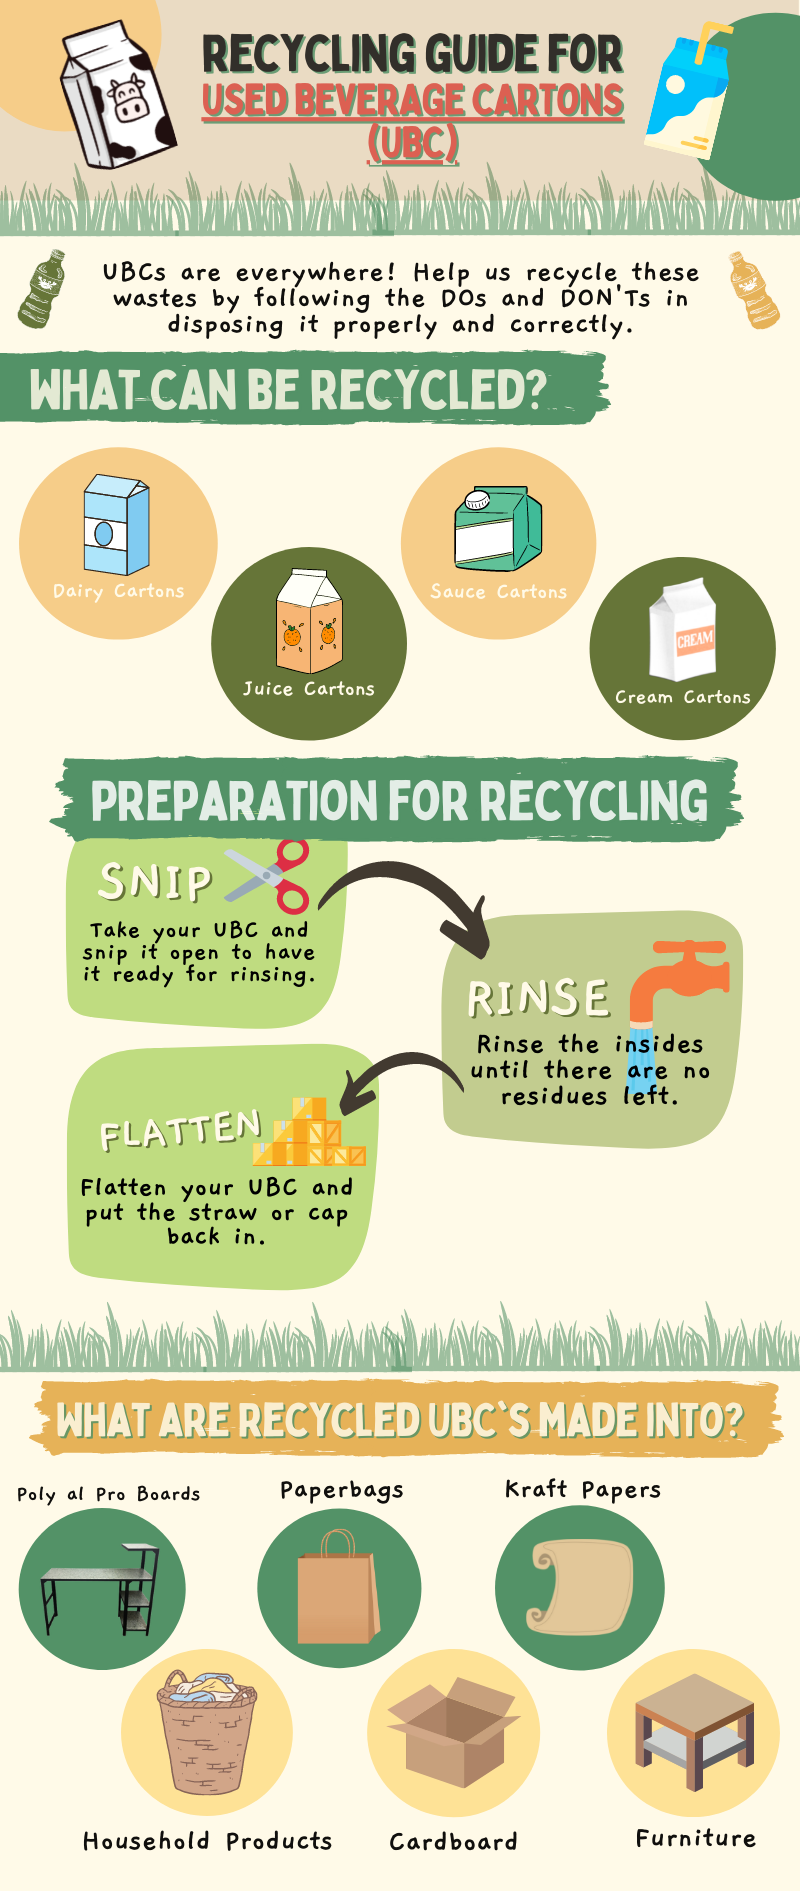 RECYCLING GUIDE FOR
USED BEVERAGE CARTONS
(UBC)
UBCs are everywhere! Help us recycle these
wastes by following the DOs and DON'Ts in
disposing it properly and correctly.
WHAT CAN BE RECYCLED?
Dairy Cartons
Sauce Cartons
Juice Cartons
CREAM
Cream Cartons
PREPARATION FOR RECYCLING
SNIP
Take your UBC and
snip it open to have
it ready for rinsing.
RINSE
Rinse the insides
until there are no
residues left.
FLATTEN
Flatten your UBC and
put the straw or cap
back in.
WHAT ARE RECYCLED UBC`S MADE INTO?
Poly al Pro Boards
Paperbags
Kraft Papers
Household Products
Cardboard
Furniture